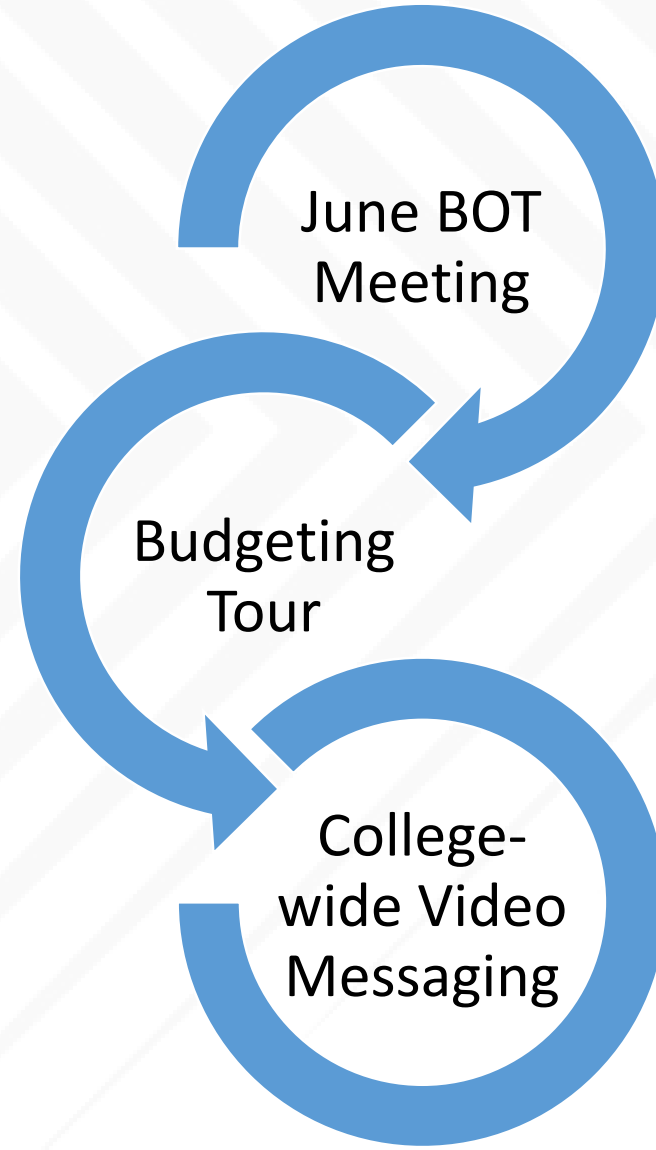 June BOT
Meeting
Budgeting
Tour
College-
wide Video
Messaging